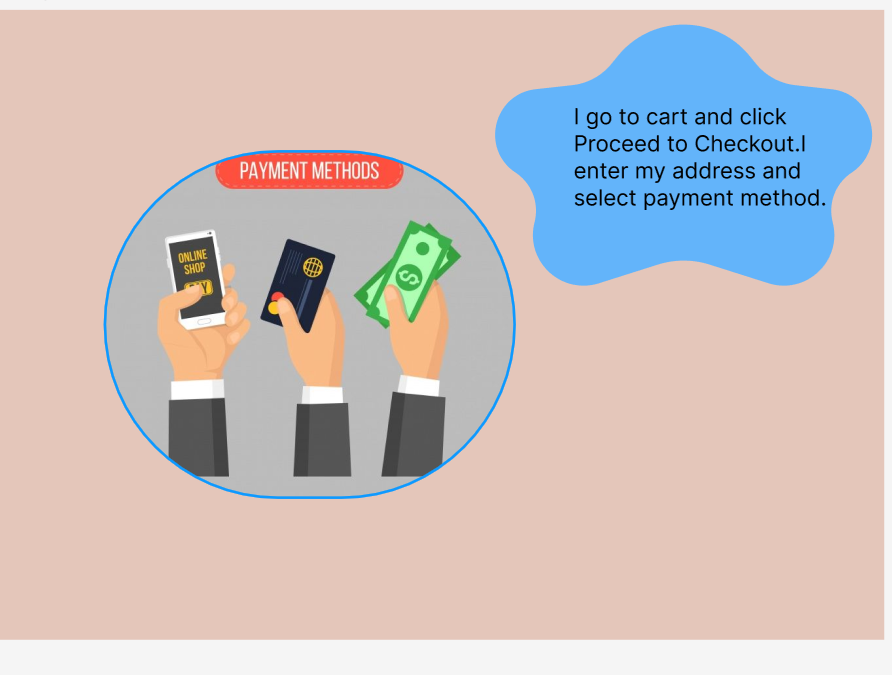 I go to cart and click
Proceed to Checkout.I
enter my address and
select payment method.
PAYMENT METHODS
ONLINE
SHOP